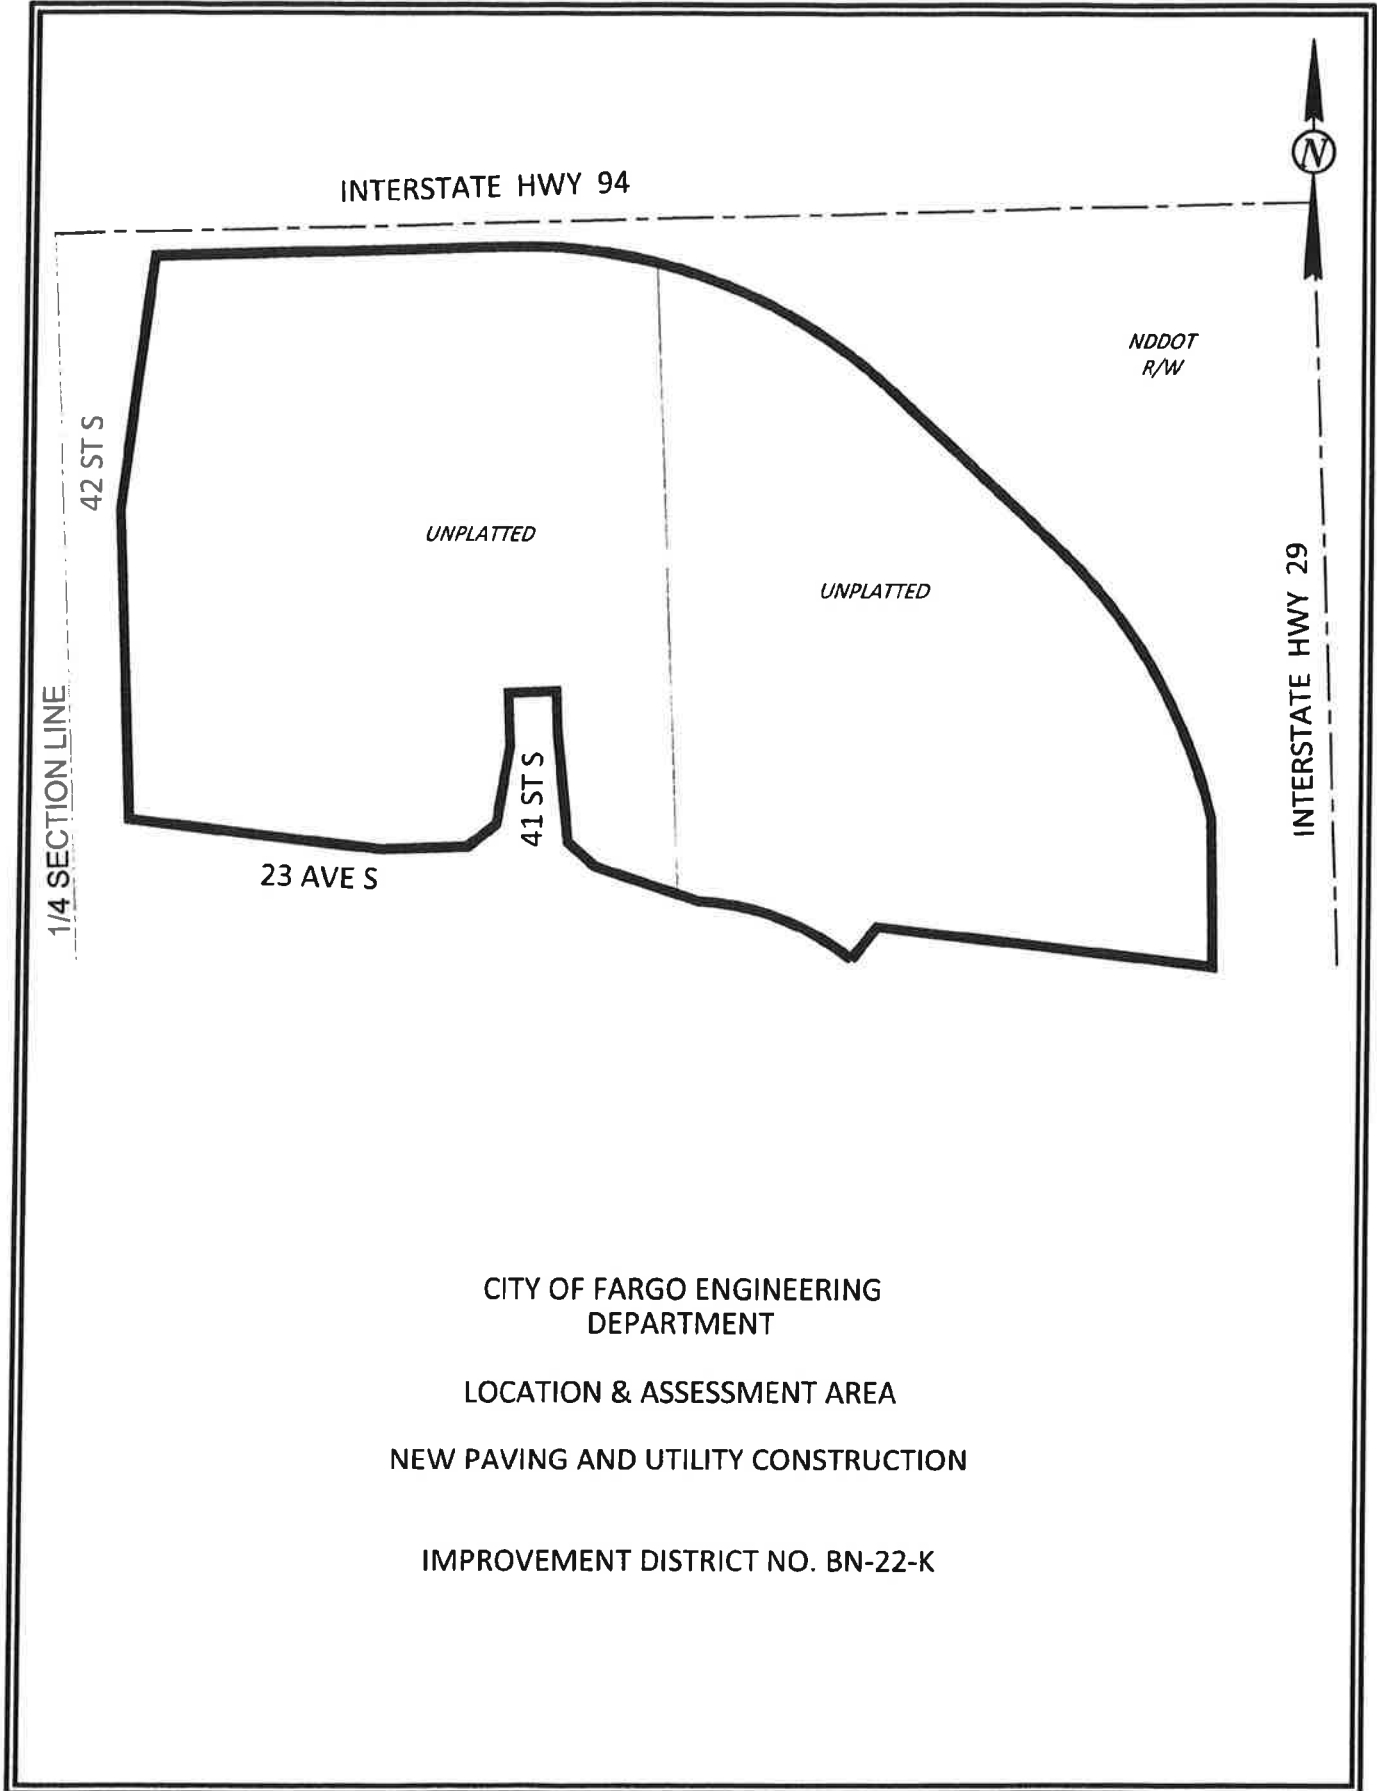 N
INTERSTATE HWY 94
NDDOT
R/W
42 ST S
UNPLATTED
UNPLATTED
INTERSTATE HWY 29
1/4 SECTION LINE
41 ST S
23 AVE S
CITY OF FARGO ENGINEERING
DEPARTMENT
LOCATION & ASSESSMENT AREA
NEW PAVING AND UTILITY CONSTRUCTION
IMPROVEMENT DISTRICT NO. BN-22-K